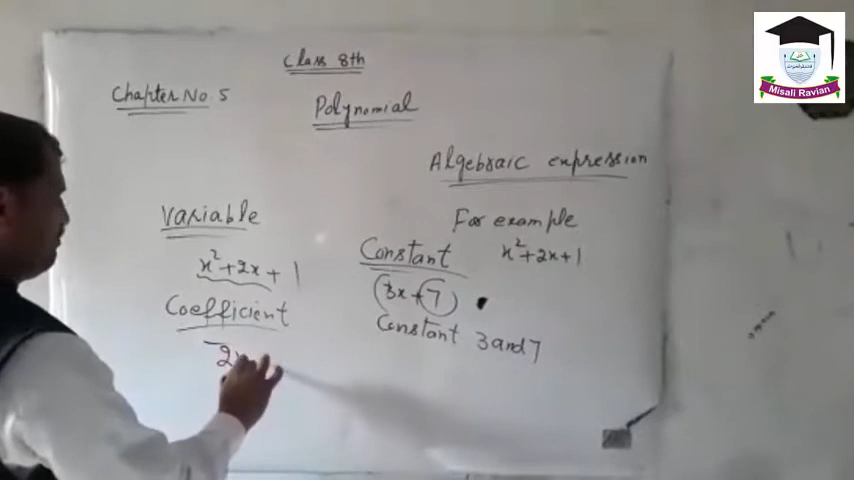 Class 8th
Chapter No. 5
Polynomial
Algebraic expression
For example
x²+2x+1
Variable
x²+2x+1
Constant
(3x+7)
Constant 3 and 7
Coefficient
Misali Ravian